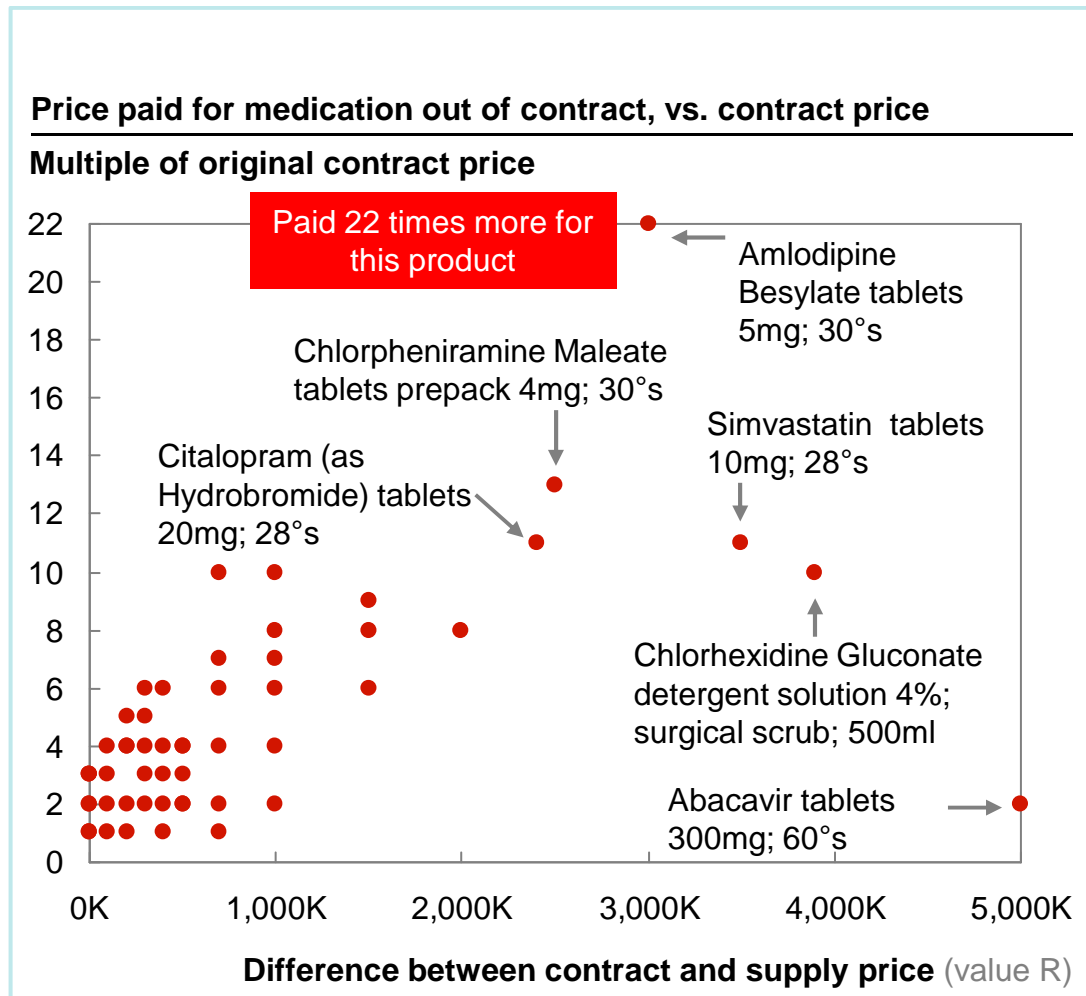 Price paid for medication out of contract, vs. contract price
Multiple of original contract price
Paid 22 times more for
this product
22
20
18
16
14
12
10
8
6
4
2
0
Amlodipine
Besylate tablets
5mg; 30°s
Chlorpheniramine Maleate
tablets prepack 4mg; 30°s
Simvastatin tablets
10mg; 28°s
Citalopram (as
Hydrobromide) tablets
20mg; 28°s
Chlorhexidine Gluconate
detergent solution 4%;
surgical scrub; 500ml
Abacavir tablets
300mg; 60°s
0K 1,000K 2,000K 3,000K 4,000K 5,000K
Difference between contract and supply price (value R)